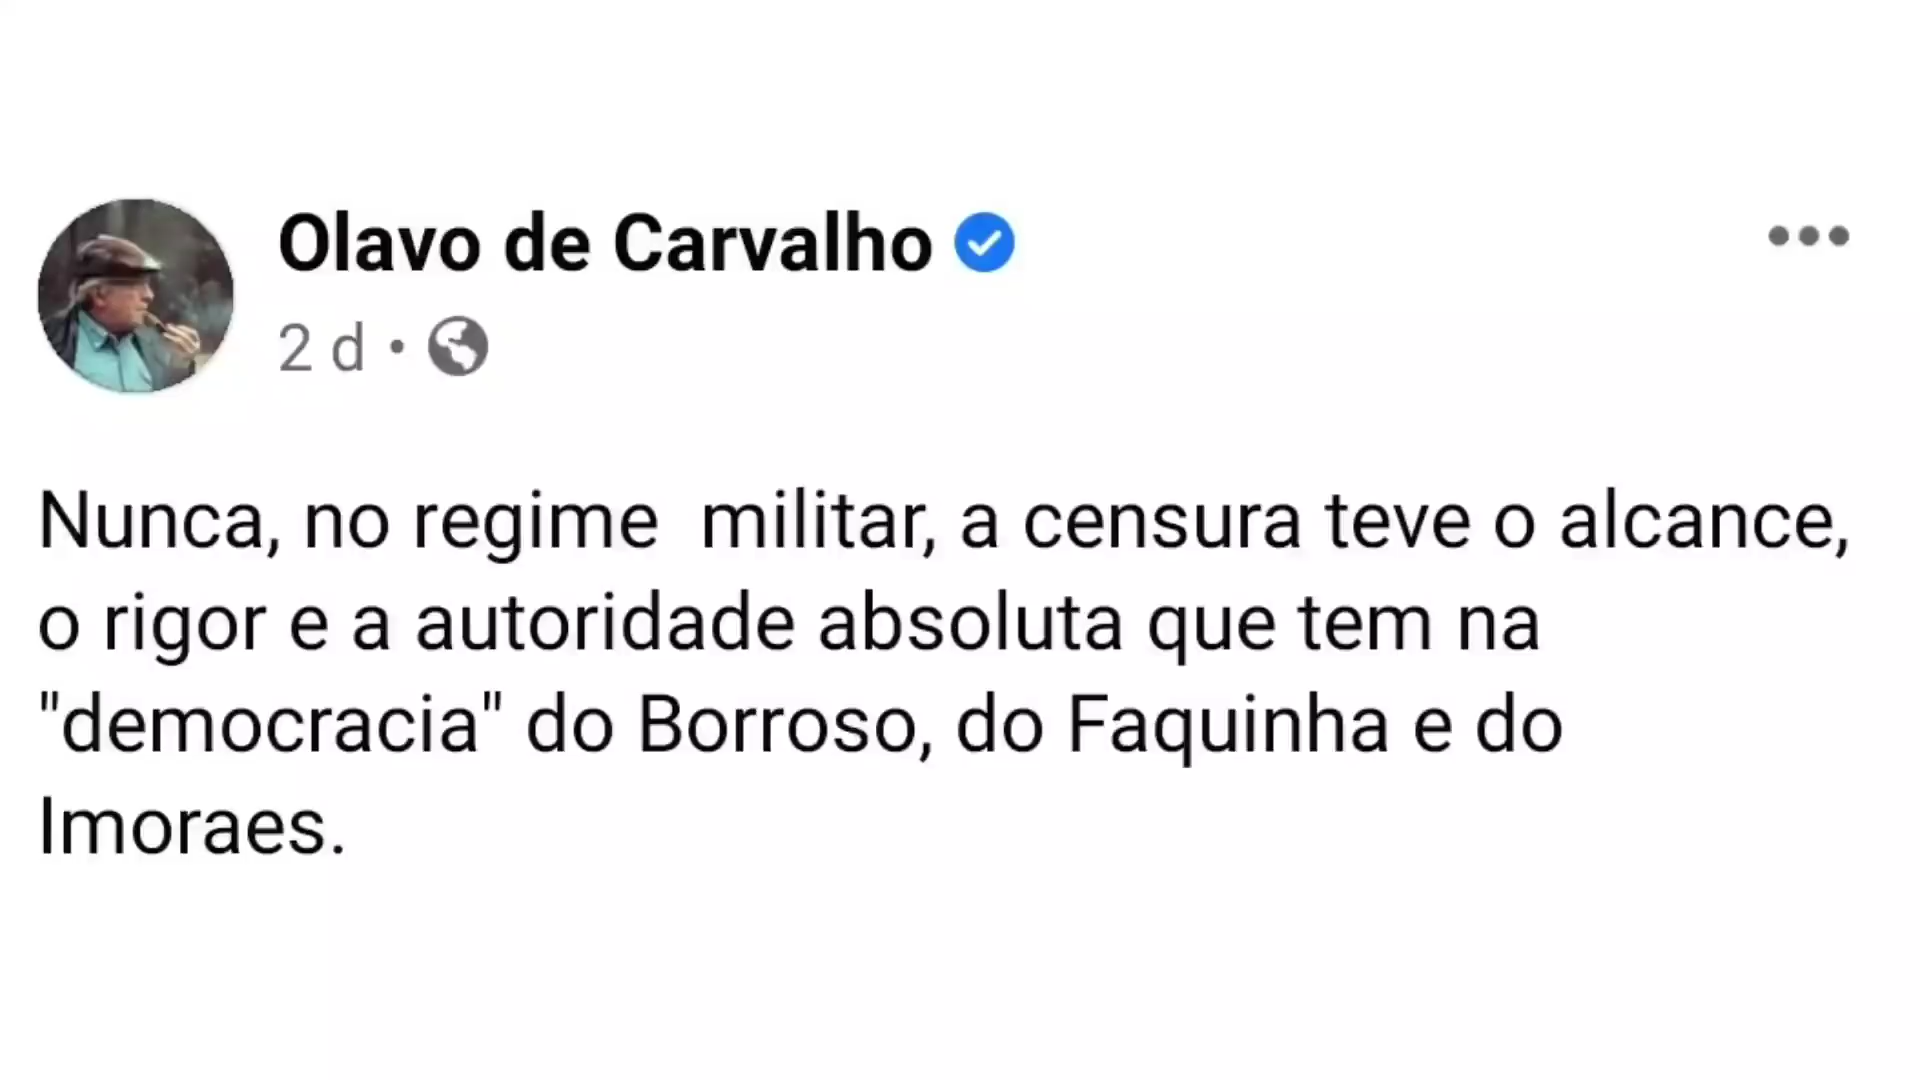 Olavo de Carvalho
2 d
Nunca, no regime  militar, a censura teve o alcance,
o rigor e a autoridade absoluta que tem na
"democracia" do Borroso, do Faquinha e do
Imoraes.